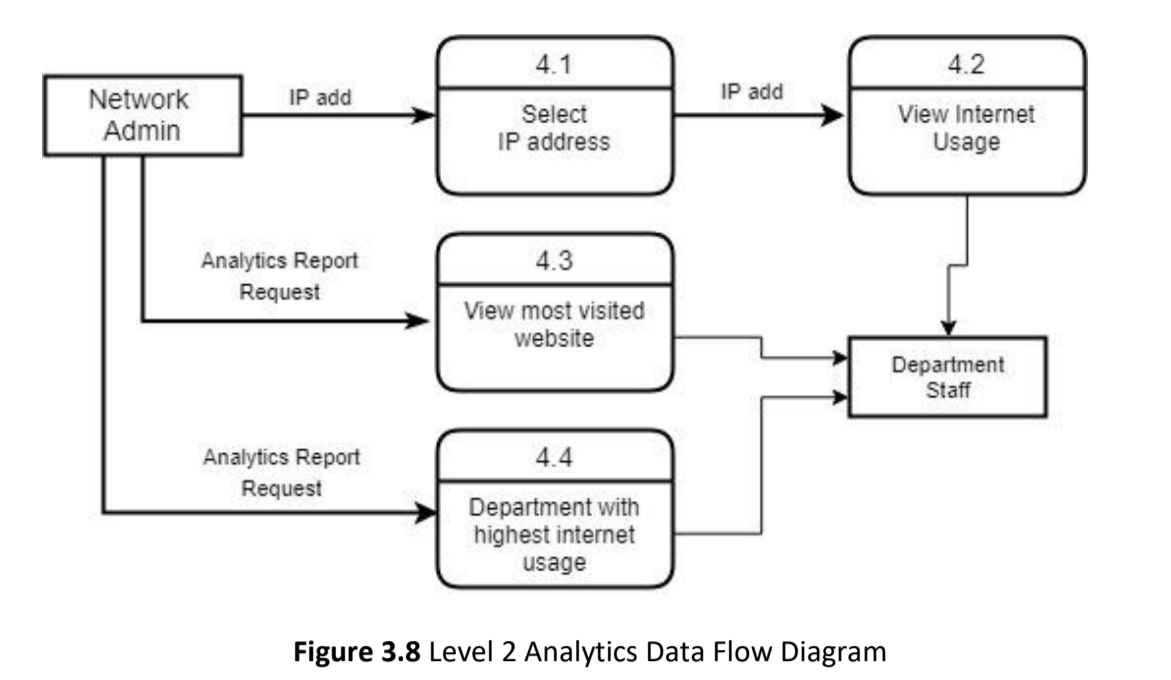 Network
Admin
IP add
4.1
Select
IP address
IP add
4.2
View Internet
Usage
Analytics Report
Request
4.3
View most visited
website
Department
Staff
Analytics Report
Request
4.4
Department with
highest internet
usage
Figure 3.8 Level 2 Analytics Data Flow Diagram